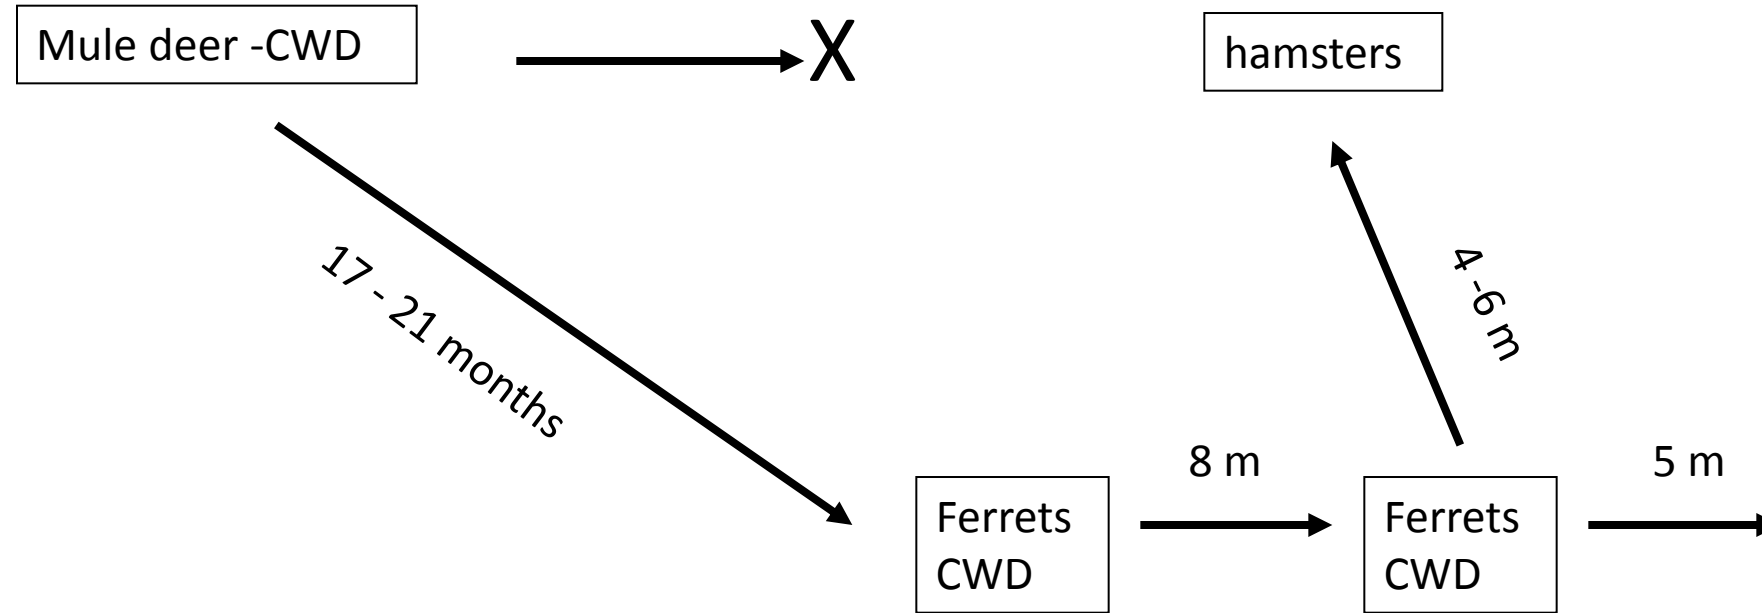 Mule deer -CWD
X
hamsters
17 - 21 months
4 -6 m
8 m
5 m
Ferrets
CWD
Ferrets
CWD